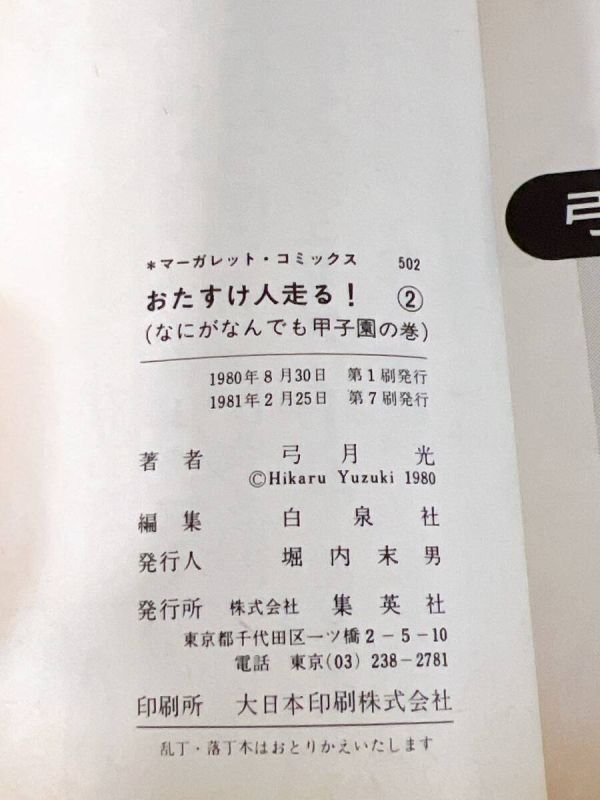 *マーガレット・コミックス 502
おたすけ人走る! ②
(なにがなんでも甲子園の巻)
1980年8月30日 第1刷発行
1981年2月25日 第7刷発行
著者 弓月光
©Hikaru Yuzuki 1980
編集 白泉社
発行人 堀内末男
発行所 株式会社 集英社
東京都千代田区一ツ橋2-5-10
電話 東京(03) 238-2781
印刷所 大日本印刷株式会社
乱丁・落丁本はおとりかえいたします
弓